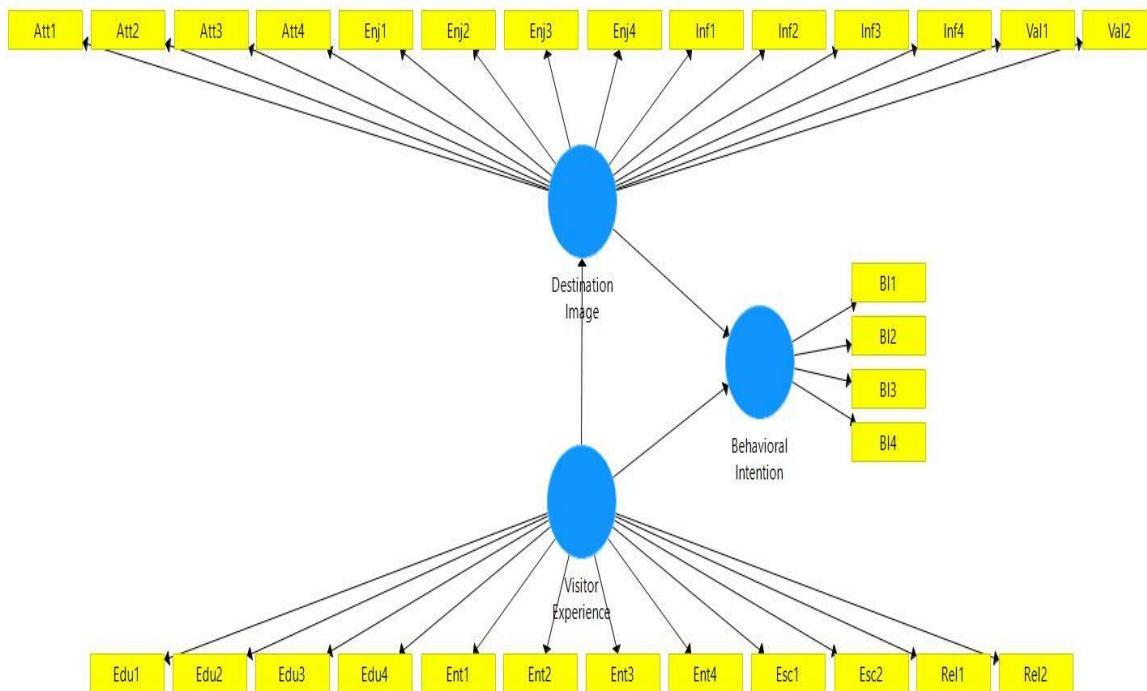 Att1 Att2 Att3 Att4 Enj1 Enj2 Enj3 Enj4 Inf1 Inf2 Inf3 Inf4 Val1 Val2
Destination
Image
BI1
BI2
BI3
BI4
Behavioral
Intention
Visitor
Experience
Edu1 Edu2 Edu3 Edu4 Ent1 Ent2 Ent3 Ent4 Esc1 Esc2 Rel1 Rel2